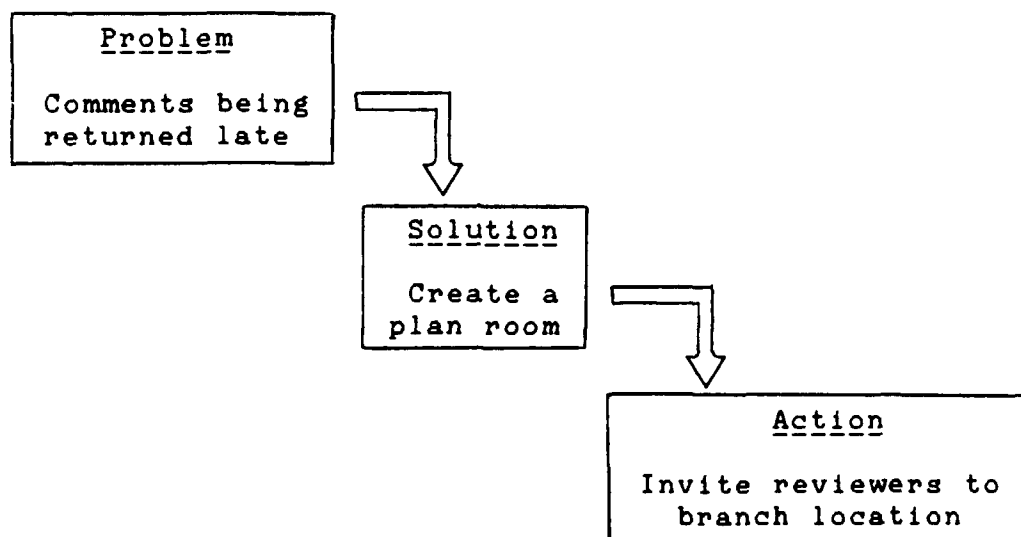 Problem
Comments being
returned late
Solution
Create a
plan room
Action
Invite reviewers to
branch location